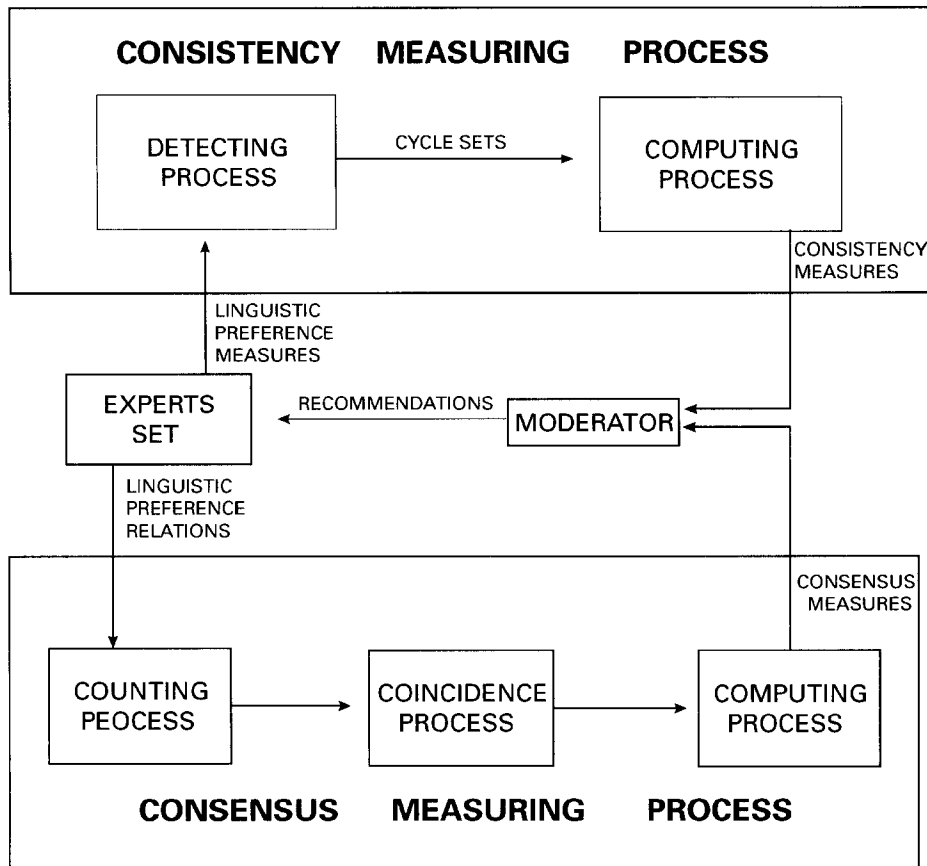 CONSISTENCY MEASURING PROCESS
DETECTING
PROCESS
CYCLE SETS
COMPUTING
PROCESS
CONSISTENCY
MEASURES
LINGUISTIC
PREFERENCE
MEASURES
EXPERTS
SET
RECOMMENDATIONS
MODERATOR
LINGUISTIC
PREFERENCE
RELATIONS
CONSENSUS
MEASURES
COUNTING
PEOCESS
COINCIDENCE
PROCESS
COMPUTING
PROCESS
CONSENSUS MEASURING PROCESS